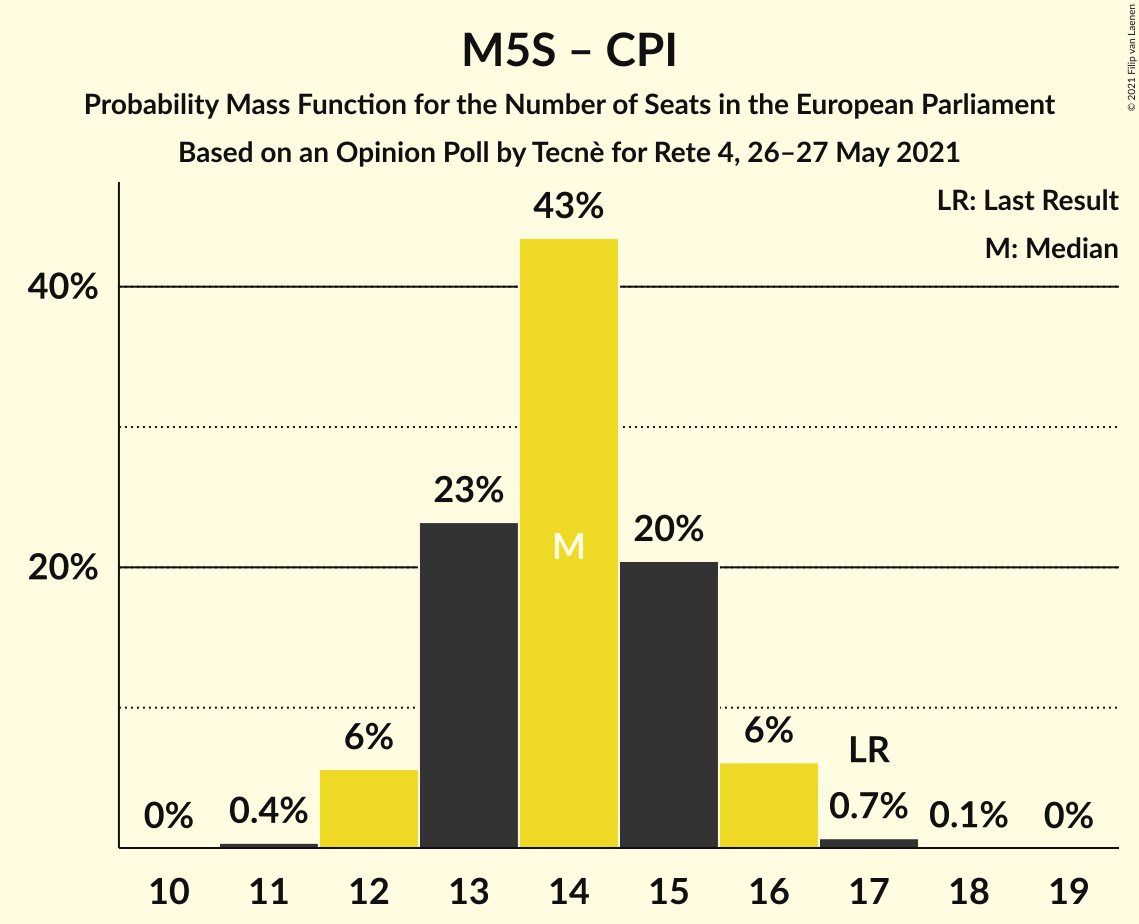 M5S – CPI
Probability Mass Function for the Number of Seats in the European Parliament
Based on an Opinion Poll by Tecnè for Rete 4, 26–27 May 2021
© 2021 Filip van Laenen
LR: Last Result
M: Median
43%
40%
23%
20%
M
20%
6%
6%
LR
0%
0.4%
0.7%
0.1%
0%
10 11 12 13 14 15 16 17 18 19